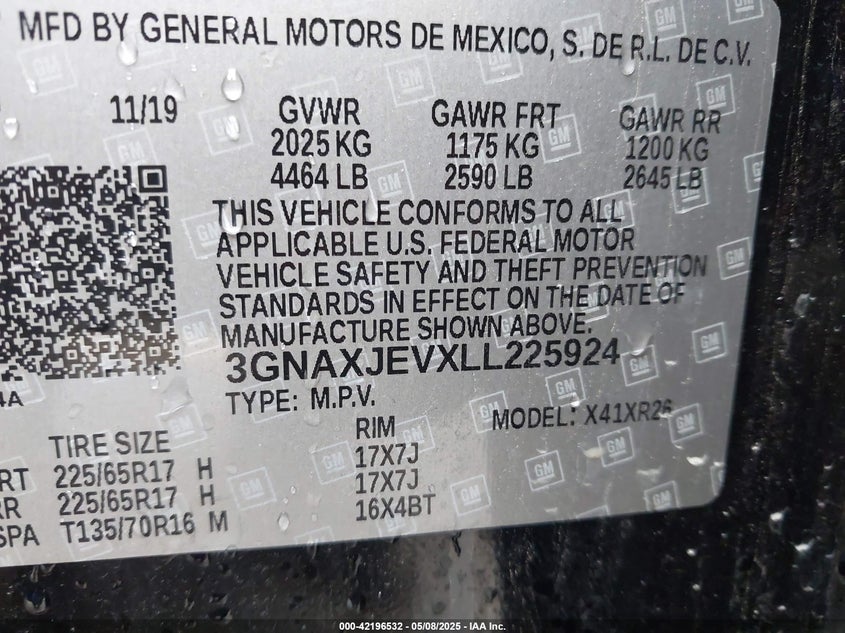 MFD BY GENERAL MOTORS DE MEXICO, S. DE R.L. DE C.V.
11/19 GVWR GAWR FRT GAWR RR
2025 KG 1175 KG 1200 KG
4464 LB 2590 LB 2645 LB
THIS VEHICLE CONFORMS TO ALL
APPLICABLE U.S. FEDERAL MOTOR
VEHICLE SAFETY AND THEFT PREVENTION
STANDARDS IN EFFECT ON THE DATE OF
MANUFACTURE SHOWN ABOVE.
3GNAXJEVXLL225924
TYPE: M.P.V. MODEL: X41XR26
TIRE SIZE RIM
RT 225/65R17 H 17X7J
RR 225/65R17 H 17X7J
SPA T135/70R16 M 16X4BT
000-42196532 - 05/08/2025 - IAA Inc.